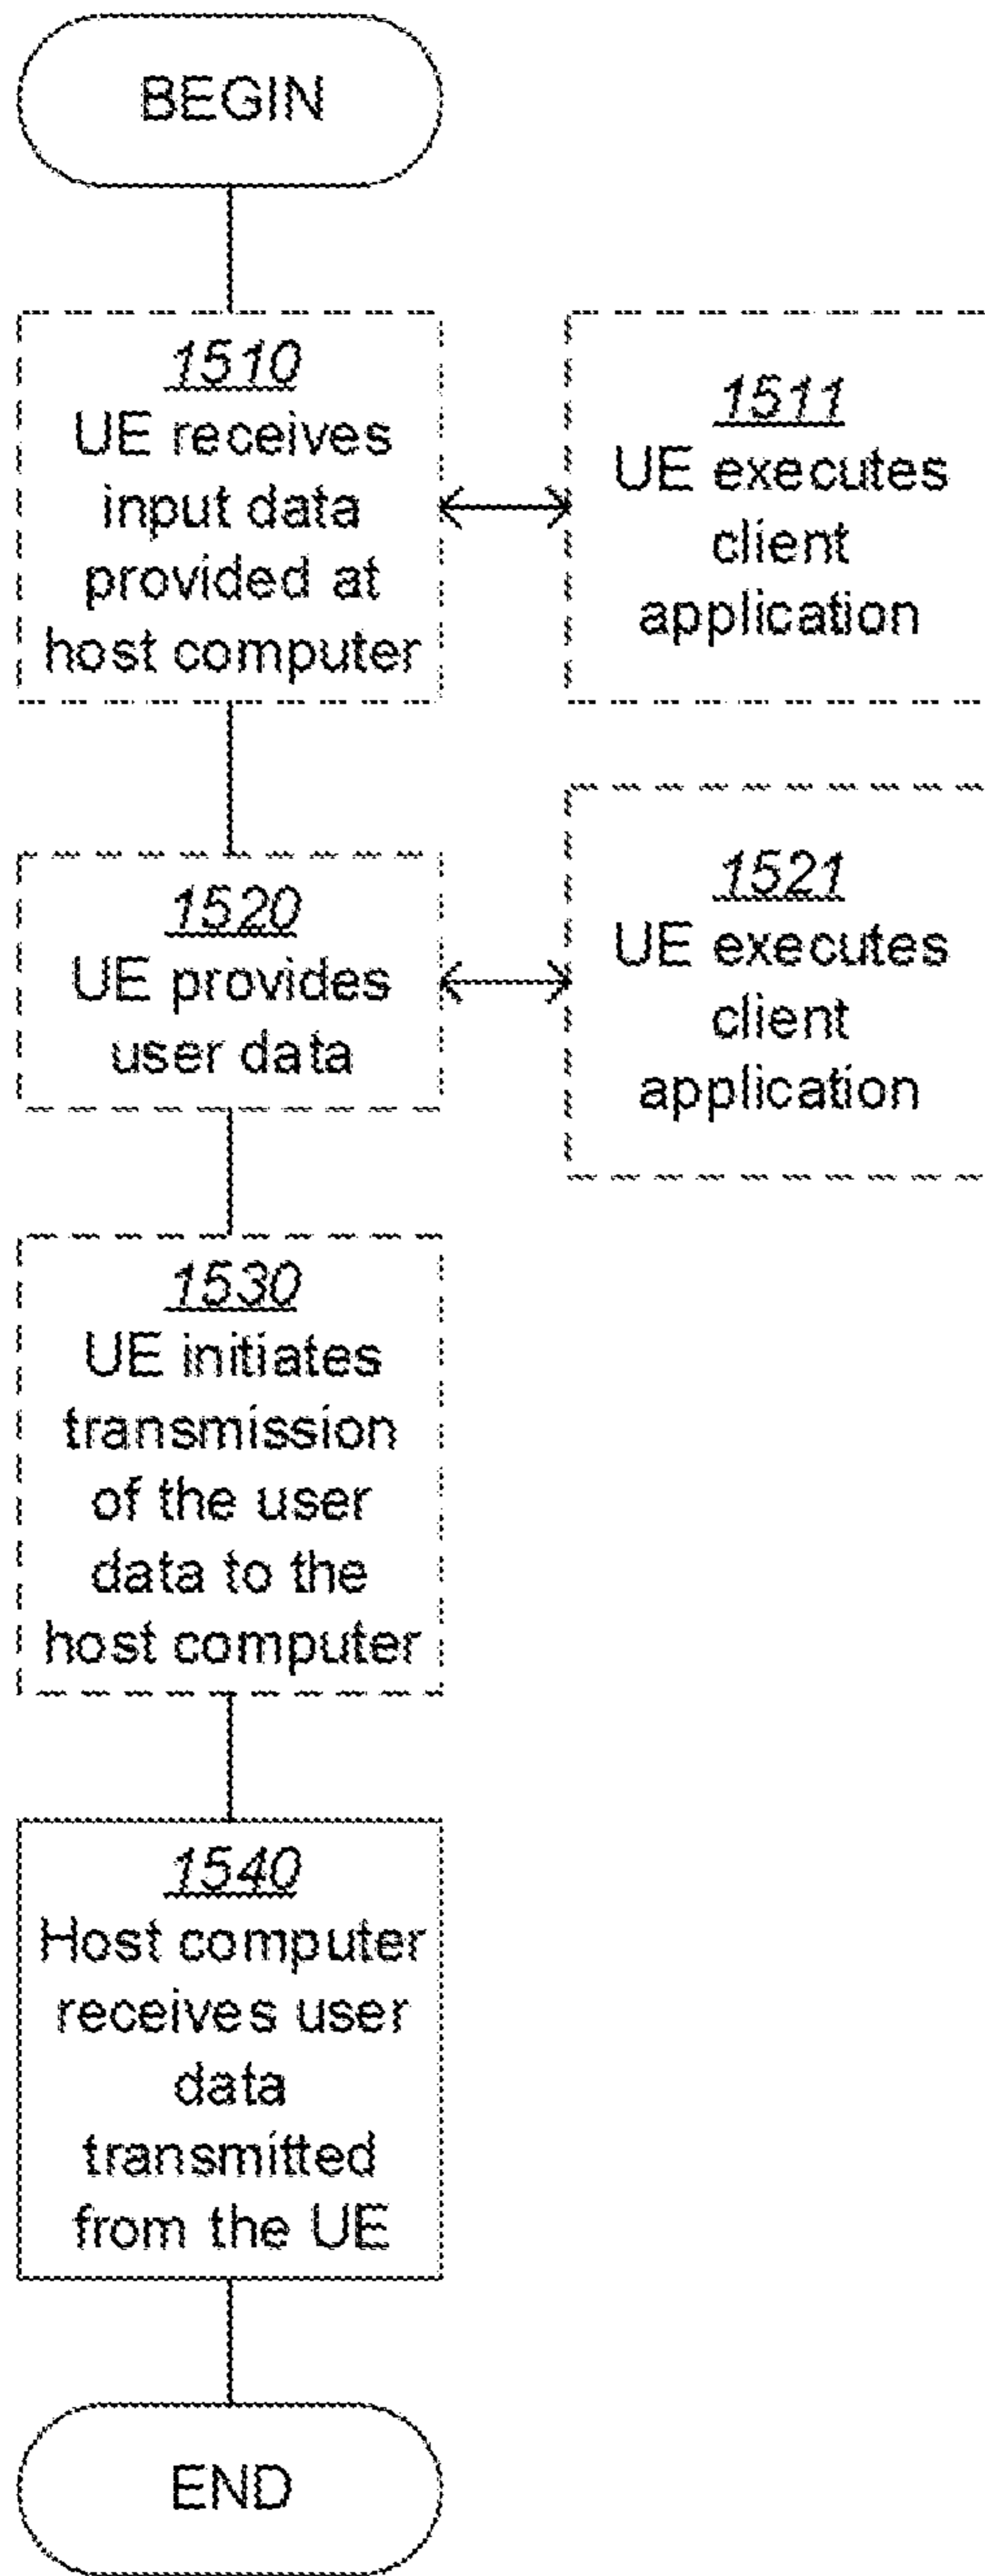 BEGIN
1510
UE receives
input data
provided at
host computer
1511
UE executes
client
application
1520
UE provides
user data
1521
UE executes
client
application
1530
UE initiates
transmission
of the user
data to the
host computer
1540
Host computer
receives user
data
transmitted
from the UE
END